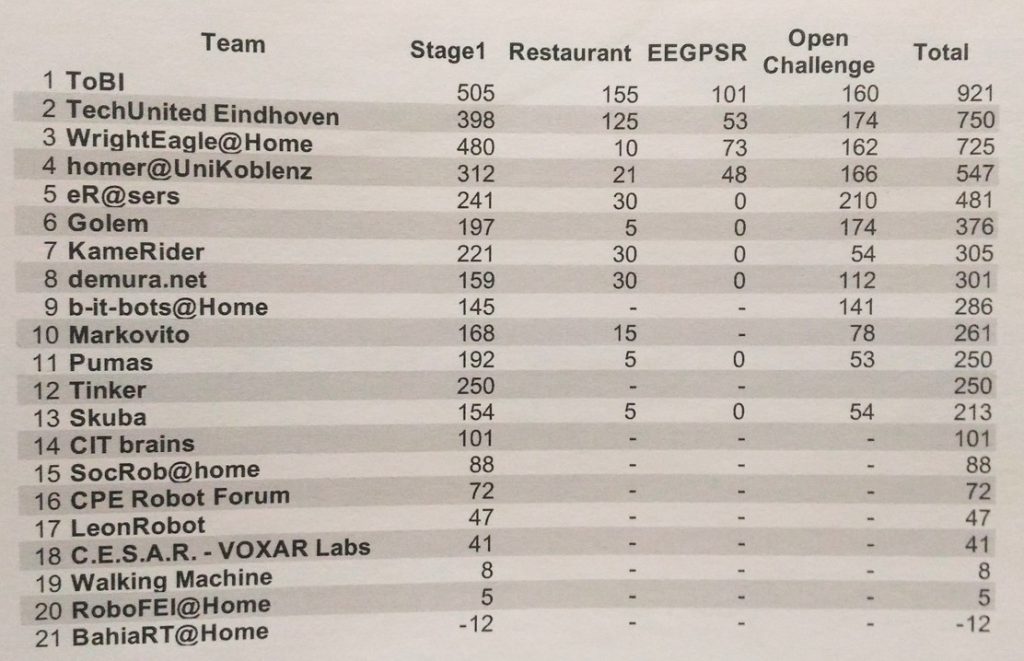 Team Stage1 Restaurant EEGPSR Open Challenge Total
1 ToBI 505 155 101 160 921
2 TechUnited Eindhoven 398 125 53 174 750
3 WrightEagle@Home 480 10 73 162 725
4 homer@UniKoblenz 312 21 48 166 547
5 eR@sers 241 30 0 210 481
6 Golem 197 5 0 174 376
7 KameRider 221 30 0 54 305
8 demura.net 159 30 0 112 301
9 b-it-bots@Home 145 - - 141 286
10 Markovito 168 15 - 78 261
11 Pumas 192 5 0 53 250
12 Tinker 250 - - 250
13 Skuba 154 5 0 54 213
14 CIT brains 101 - - - 101
15 SocRob@home 88 - - - 88
16 CPE Robot Forum 72 - - - 72
17 LeonRobot 47 - - - 47
18 C.E.S.A.R. - VOXAR Labs 41 - - - 41
19 Walking Machine 8 - - - 8
20 RoboFEI@Home 5 - - - 5
21 BahiaRT@Home -12 - - - -12